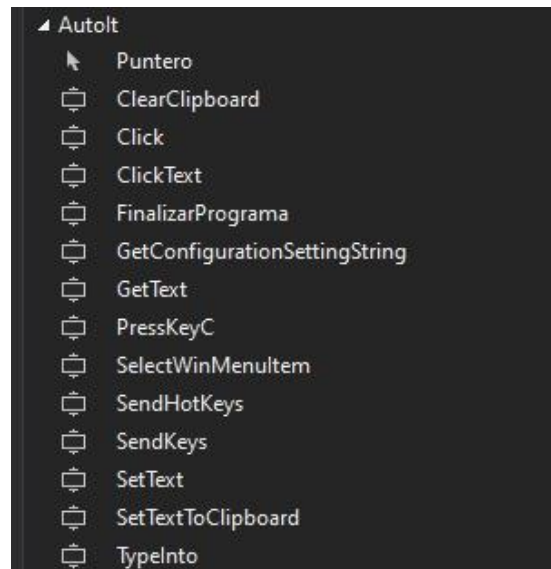 AutoIt
Puntero
ClearClipboard
Click
ClickText
FinalizarPrograma
GetConfigurationSettingString
GetText
PressKeyC
SelectWinMenuItem
SendHotKeys
SendKeys
SetText
SetTextToClipboard
TypeInto